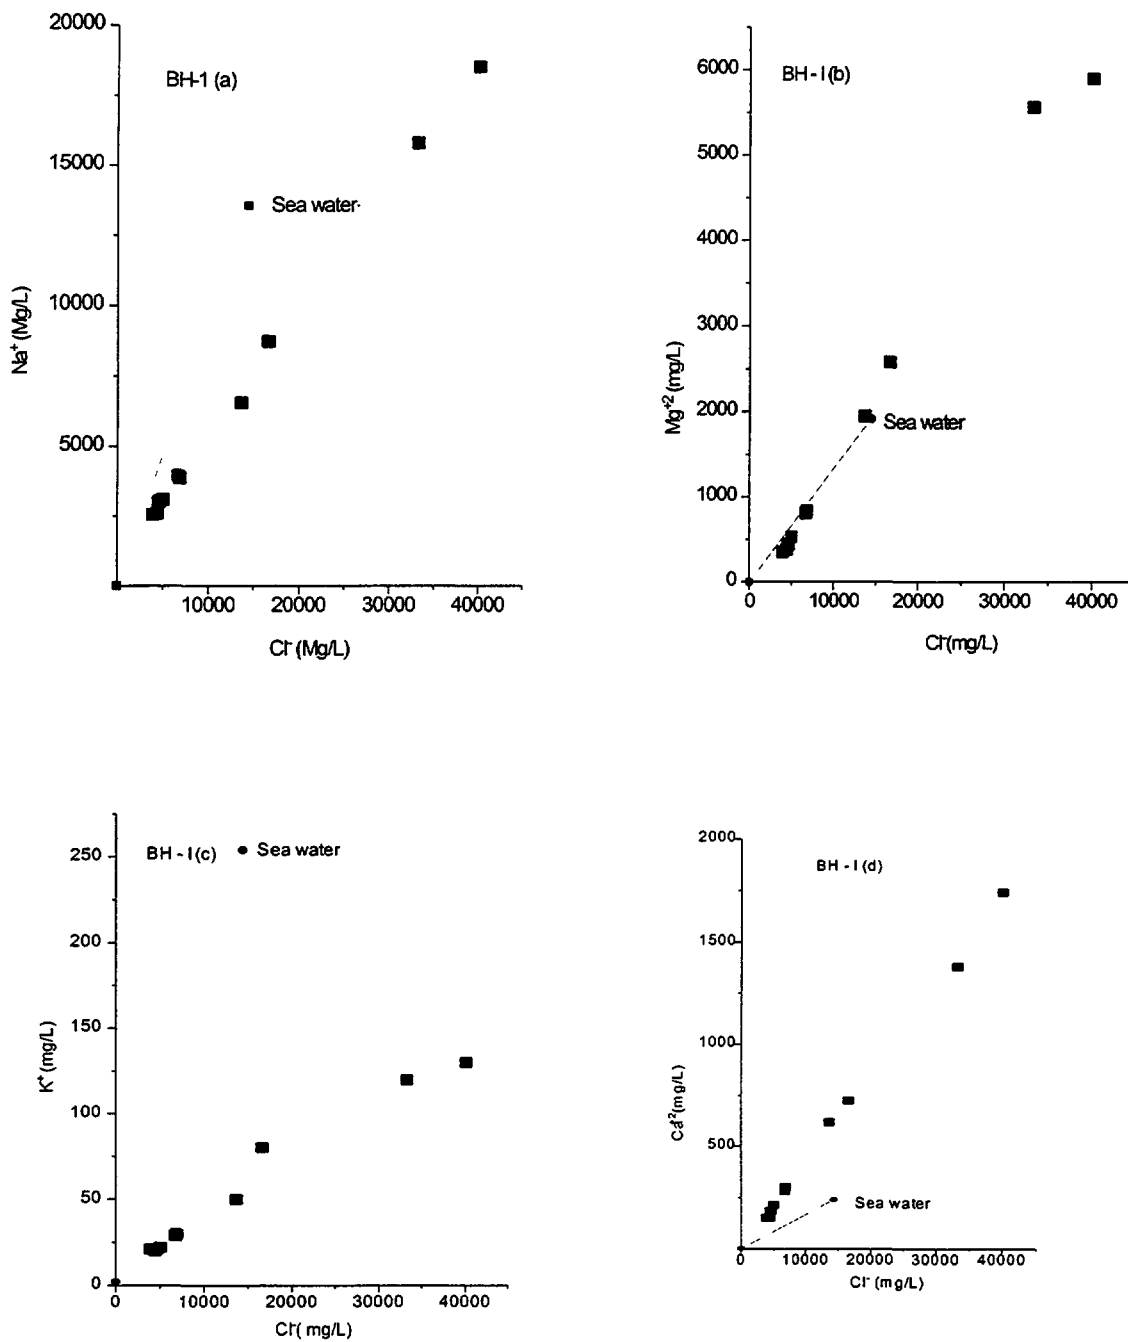 BH-1 (a)
20000
15000
10000
5000
Na⁺ (Mg/L)
Sea water
10000 20000 30000 40000
Cl⁻ (Mg/L)
BH - I (b)
6000
5000
4000
3000
2000
1000
0
Mg⁺² (mg/L)
Sea water
0 10000 20000 30000 40000
Cl⁻(mg/L)
BH - I (c)
Sea water
250
200
150
100
50
0
K⁺ (mg/L)
0 10000 20000 30000 40000
Cl⁻( mg/L)
BH - I (d)
2000
1500
1000
500
Ca⁺²(mg/L)
Sea water
0 10000 20000 30000 40000
Cl⁻ (mg/L)